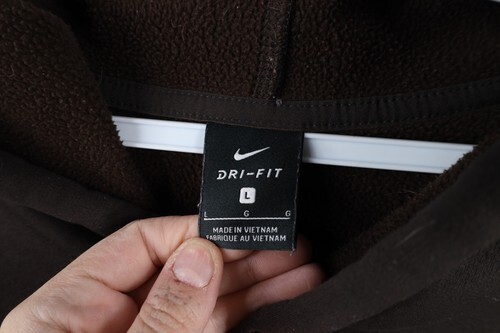 DRI-FIT
L
L G G
MADE IN VIETNAM
FABRIQUE AU VIETNAM